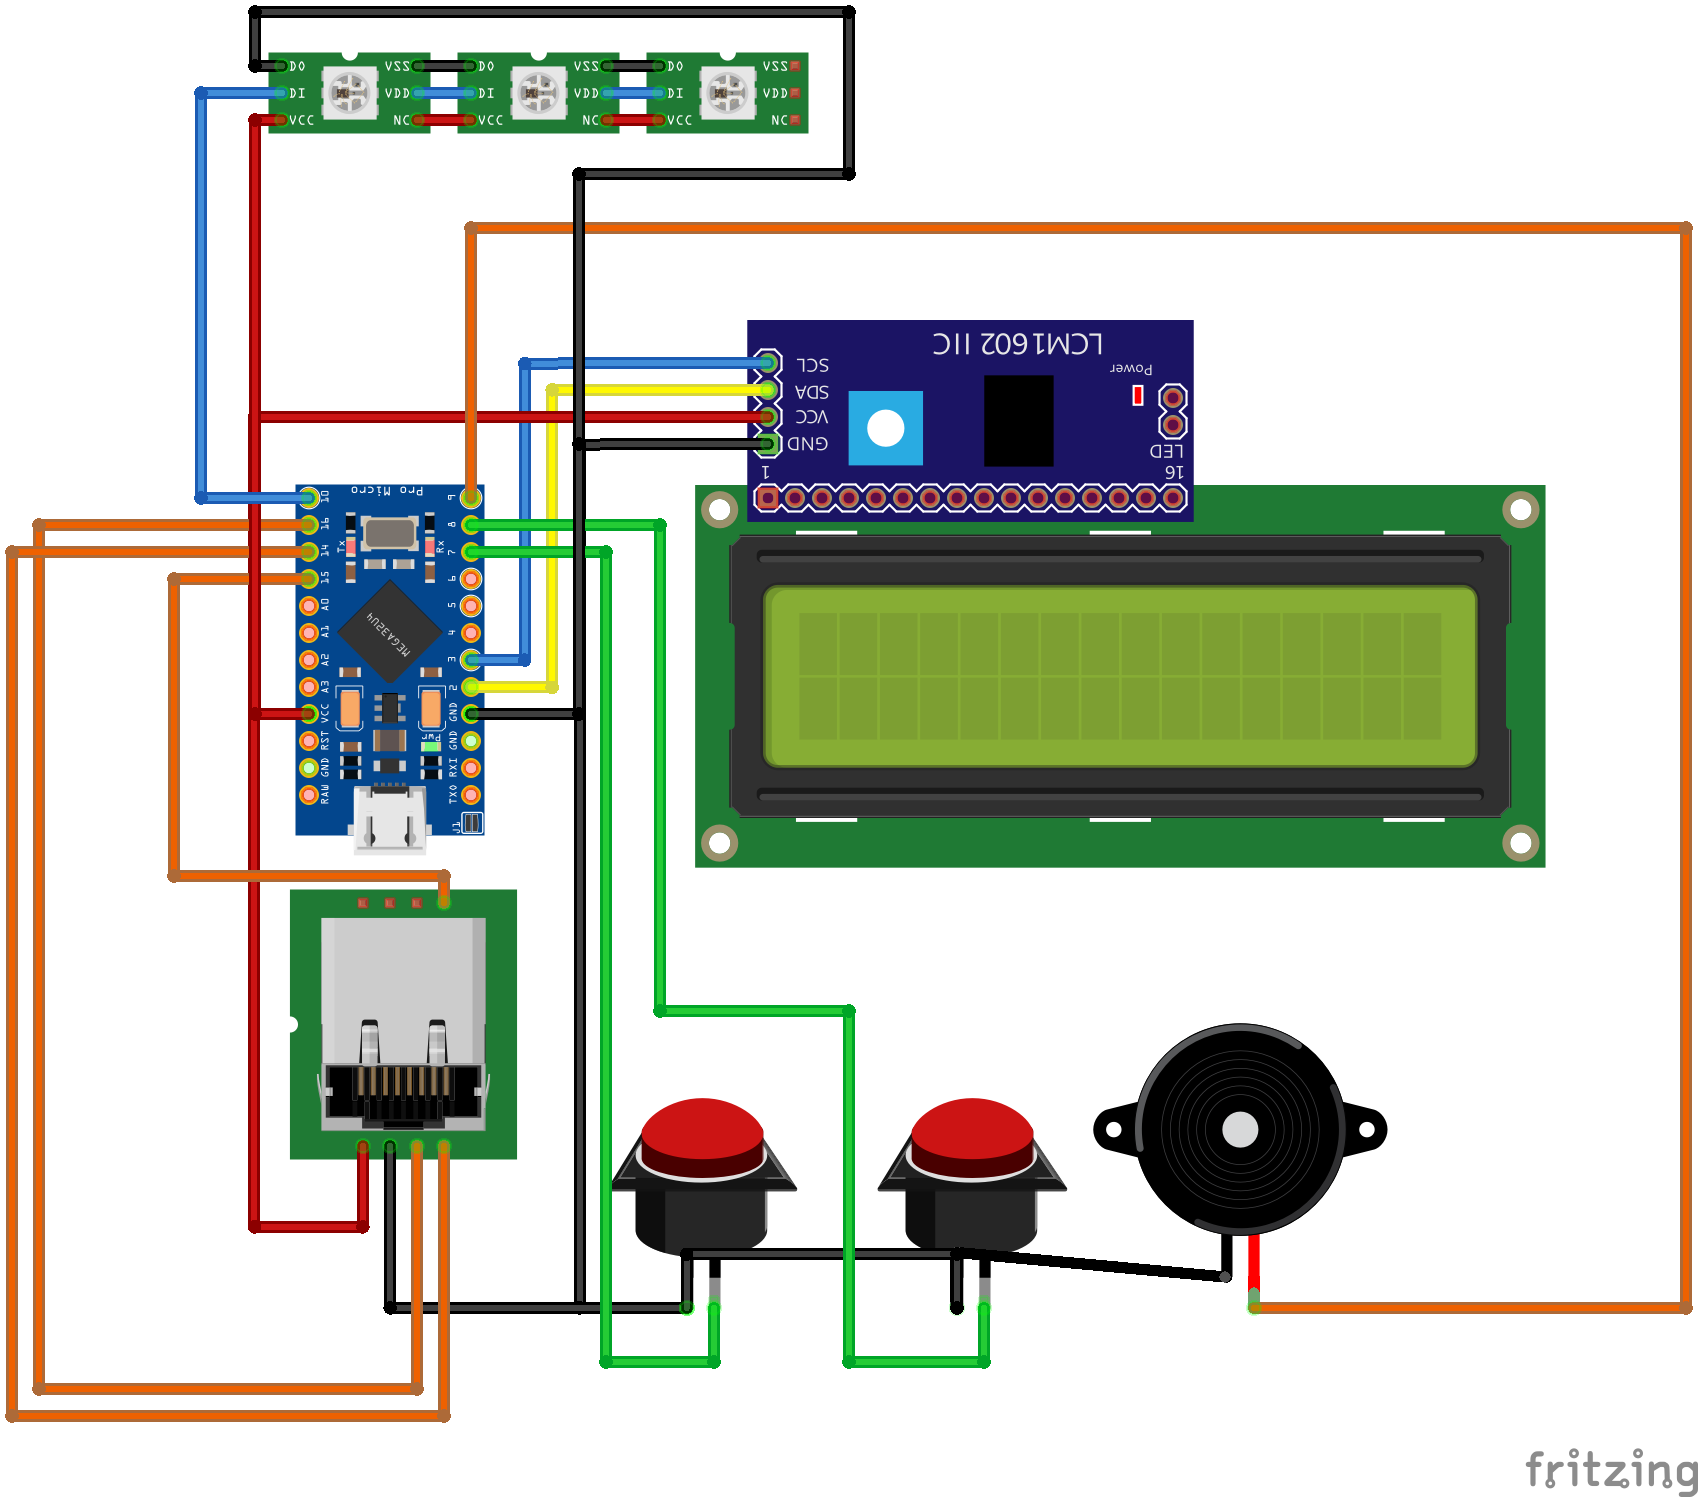 DO VSS DO VSS DO VSS
DI VDD DI VDD DI VDD
VCC NC VCC NC VCC NC
LCM1602 IIC
SCL
SDA
VCC
GND
Power
LED
1 16
Pro Micro
10 9
16 8
14 7
15 6
A0 5
A1 4
A2 3
A3 2
VCC GND
RST GND
GND RXI
RAW TXO
Tx Rx
MEGA32U4
J1
fritzing